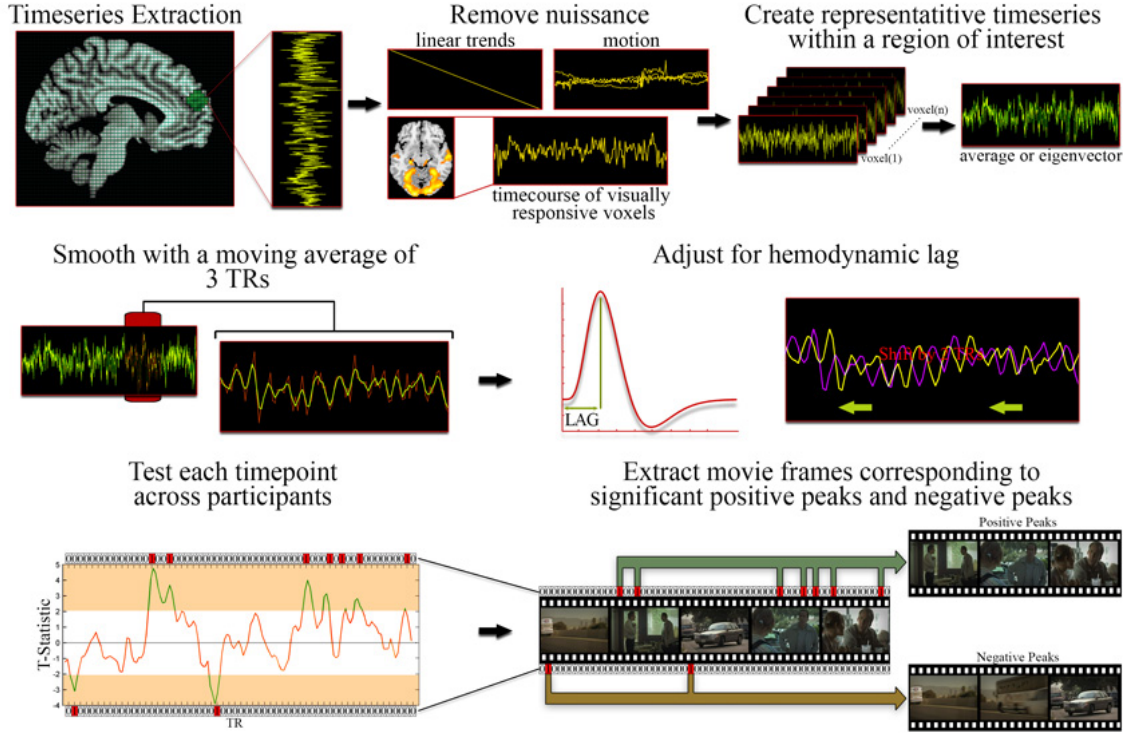 Timeseries Extraction
Remove nuissance
linear trends
motion
timecourse of visually
responsive voxels
Create representatitive timeseries
within a region of interest
voxel(n)
voxel(1)
average or eigenvector
Smooth with a moving average of
3 TRs
Adjust for hemodynamic lag
LAG
Test each timepoint
across participants
T-Statistic
5
4
3
2
1
0
-1
-2
-3
-4
TR
Extract movie frames corresponding to
significant positive peaks and negative peaks
Positive Peaks
Negative Peaks